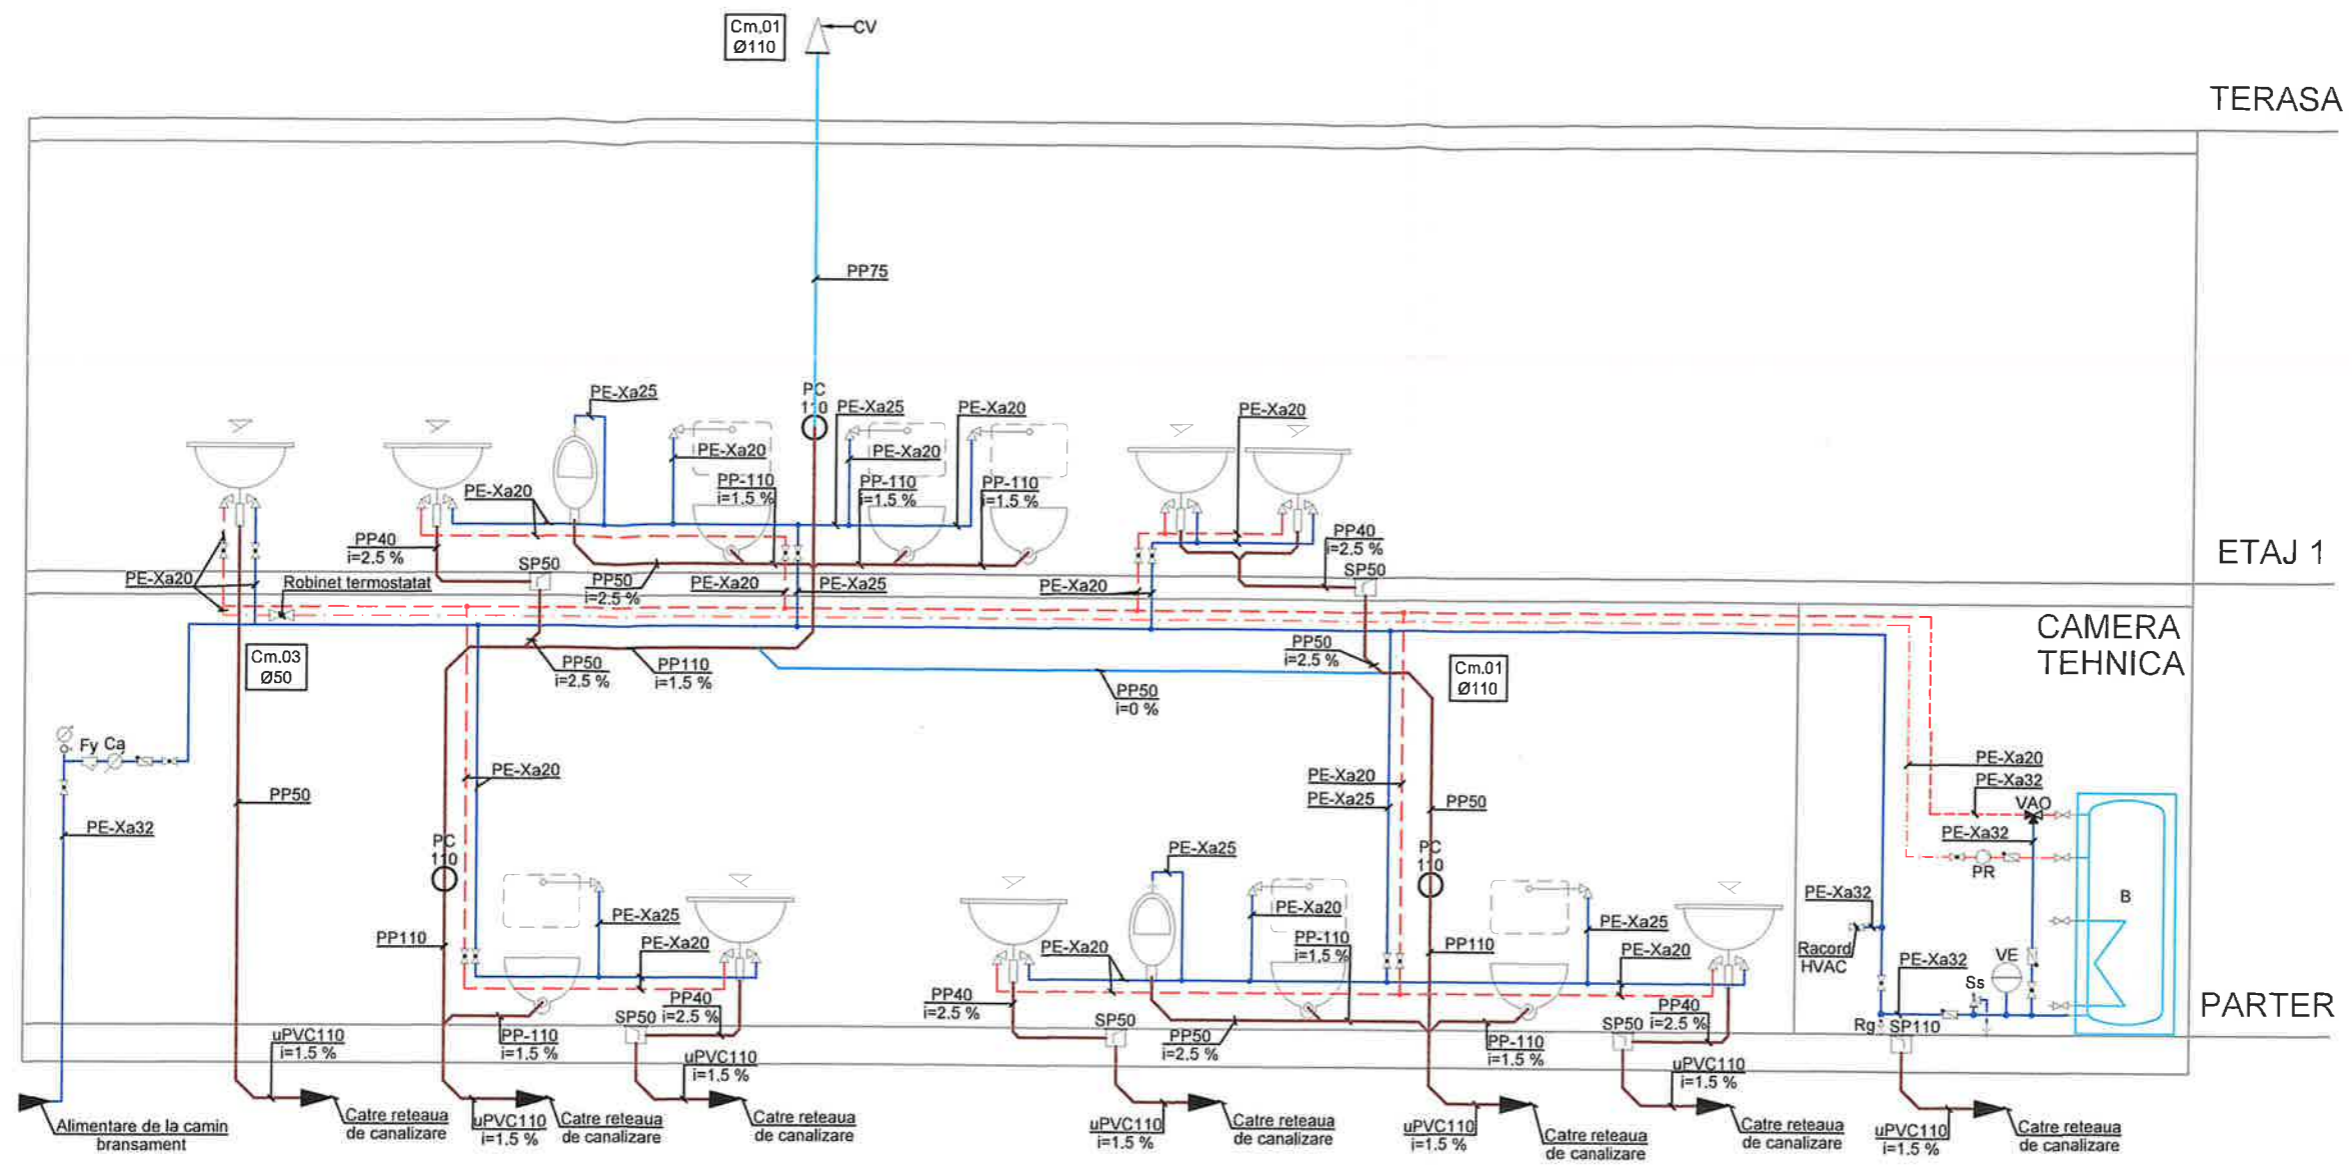 Cm,01
Ø110
CV
TERASA
PP75
PE-Xa25
PC
110
PE-Xa25
PE-Xa20
PE-Xa20
PE-Xa20
PE-Xa20
PE-Xa20
PP-110
i=1.5 %
PP-110
i=1.5 %
PP-110
i=1.5 %
PP40
i=2.5 %
PP40
i=2.5 %
ETAJ 1
SP50
SP50
PE-Xa20
Robinet termostatat
PP50
i=2.5 %
PE-Xa20
PE-Xa25
PE-Xa20
CAMERA
TEHNICA
Cm.03
Ø50
PP50
i=2.5 %
PP110
i=1.5 %
PP50
i=2.5 %
Cm.01
Ø110
PP50
i=0 %
Fy
Ca
PE-Xa20
PE-Xa20
PE-Xa25
PP50
PP50
PE-Xa20
PE-Xa32
VAO
PE-Xa32
PE-Xa32
PC
110
PE-Xa25
PC
110
PR
B
PE-Xa32
PE-Xa25
PE-Xa20
PE-Xa25
PP110
PE-Xa20
PE-Xa20
PP-110
i=1,5 %
PP110
PE-Xa20
Racord
HVAC
PE-Xa32
VE
Ss
PP40
i=2.5 %
PP40
i=2.5 %
PP40
i=2.5 %
PARTER
SP50
SP50
SP50
Rg
SP110
uPVC110
i=1.5 %
PP-110
i=1.5 %
uPVC110
i=1.5 %
PP50
i=2.5 %
PP-110
i=1.5 %
uPVC110
i=1.5 %
Alimentare de la camin
bransament
Catre reteaua
de canalizare
uPVC110
i=1.5 %
Catre reteaua
de canalizare
Catre reteaua
de canalizare
uPVC110
i=1.5 %
Catre reteaua
de canalizare
uPVC110
i=1.5 %
Catre reteaua
de canalizare
Catre reteaua
de canalizare
uPVC110
i=1.5 %
Catre reteaua
de canalizare